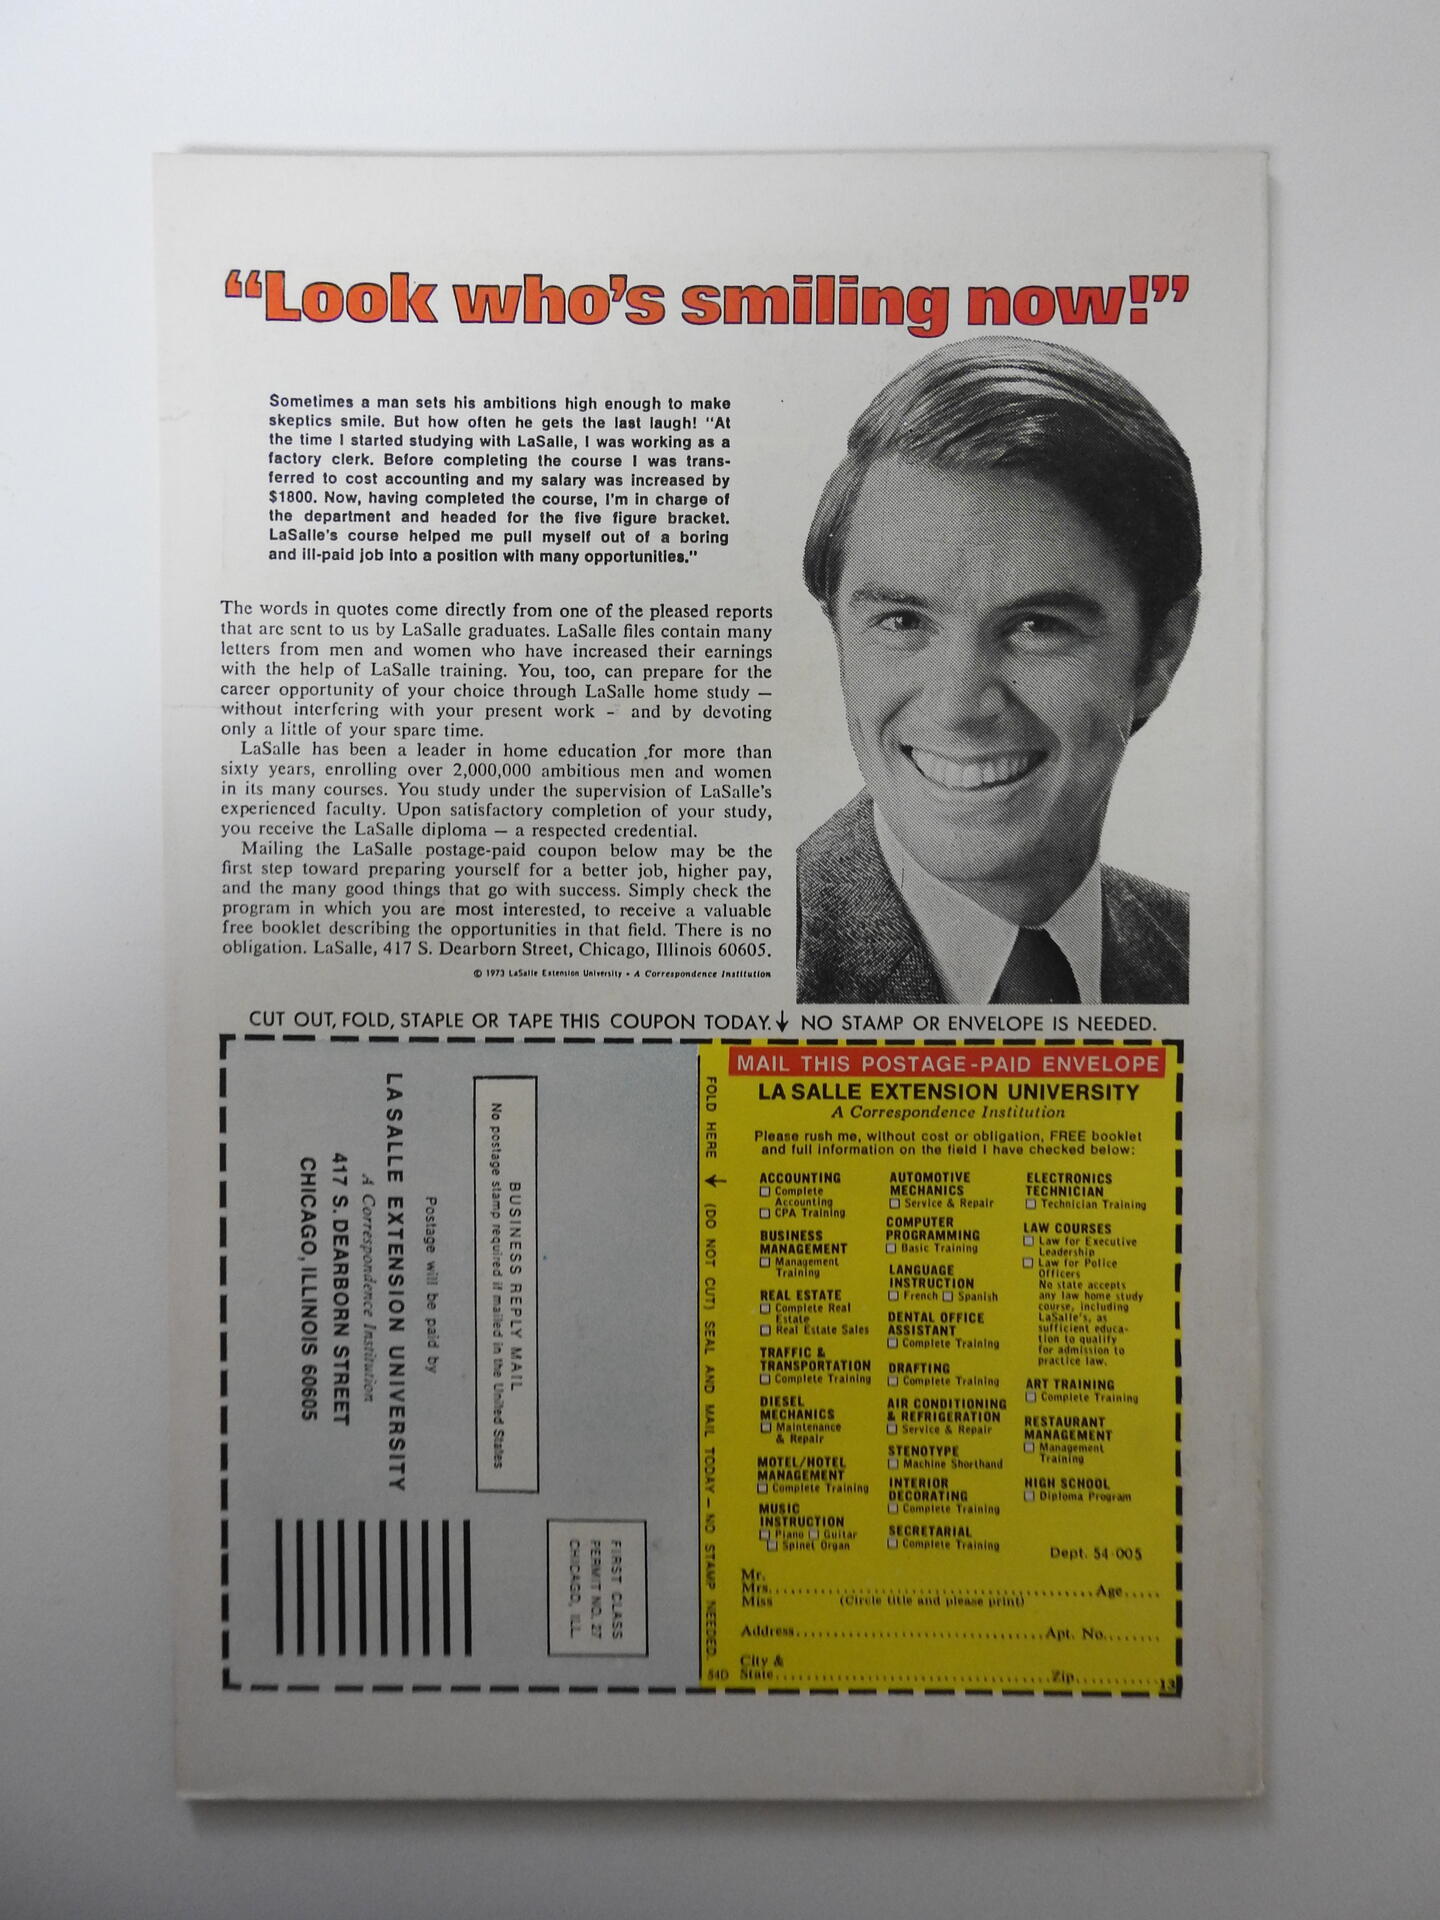 “Look who’s smiling now!”
Sometimes a man sets his ambitions high enough to make
skeptics smile. But how often he gets the last laugh! "At
the time I started studying with LaSalle, I was working as a
factory clerk. Before completing the course I was trans-
ferred to cost accounting and my salary was increased by
$1800. Now, having completed the course, I'm in charge of
the department and headed for the five figure bracket.
LaSalle's course helped me pull myself out of a boring
and ill-paid job into a position with many opportunities."
The words in quotes come directly from one of the pleased reports
that are sent to us by LaSalle graduates. LaSalle files contain many
letters from men and women who have increased their earnings
with the help of LaSalle training. You, too, can prepare for the
career opportunity of your choice through LaSalle home study —
without interfering with your present work - and by devoting
only a little of your spare time.
LaSalle has been a leader in home education for more than
sixty years, enrolling over 2,000,000 ambitious men and women
in its many courses. You study under the supervision of LaSalle's
experienced faculty. Upon satisfactory completion of your study,
you receive the LaSalle diploma — a respected credential.
Mailing the LaSalle postage-paid coupon below may be the
first step toward preparing yourself for a better job, higher pay,
and the many good things that go with success. Simply check the
program in which you are most interested, to receive a valuable
free booklet describing the opportunities in that field. There is no
obligation. LaSalle, 417 S. Dearborn Street, Chicago, Illinois 60605.
© 1973 LaSalle Extension University • A Correspondence Institution
CUT OUT, FOLD, STAPLE OR TAPE THIS COUPON TODAY.↓ NO STAMP OR ENVELOPE IS NEEDED.
FIRST CLASS
PERMIT NO. 27
CHICAGO, ILL.
BUSINESS REPLY MAIL
No postage stamp required if mailed in the United States
Postage will be paid by
LA SALLE EXTENSION UNIVERSITY
A Correspondence Institution
417 S. DEARBORN STREET
CHICAGO, ILLINOIS 60605
FOLD HERE → (DO NOT CUT) SEAL AND MAIL TODAY — NO STAMP NEEDED.
54D
MAIL THIS POSTAGE-PAID ENVELOPE
LA SALLE EXTENSION UNIVERSITY
A Correspondence Institution
Please rush me, without cost or obligation, FREE booklet
and full information on the field I have checked below:
ACCOUNTING
☐ Complete
Accounting
☐ CPA Training
BUSINESS
MANAGEMENT
☐ Management
Training
REAL ESTATE
☐ Complete Real
Estate
☐ Real Estate Sales
TRAFFIC &
TRANSPORTATION
☐ Complete Training
DIESEL
MECHANICS
☐ Maintenance
& Repair
MOTEL/HOTEL
MANAGEMENT
☐ Complete Training
MUSIC
INSTRUCTION
☐ Piano ☐ Guitar
☐ Spinet Organ
AUTOMOTIVE
MECHANICS
☐ Service & Repair
COMPUTER
PROGRAMMING
☐ Basic Training
LANGUAGE
INSTRUCTION
☐ French ☐ Spanish
DENTAL OFFICE
ASSISTANT
☐ Complete Training
DRAFTING
☐ Complete Training
AIR CONDITIONING
& REFRIGERATION
☐ Service & Repair
STENOTYPE
☐ Machine Shorthand
INTERIOR
DECORATING
☐ Complete Training
SECRETARIAL
☐ Complete Training
ELECTRONICS
TECHNICIAN
☐ Technician Training
LAW COURSES
☐ Law for Executive
Leadership
☐ Law for Police
Officers
No state accepts
any law home study
course, including
LaSalle's, as
sufficient educa-
tion to qualify
for admission to
practice law.
ART TRAINING
☐ Complete Training
RESTAURANT
MANAGEMENT
☐ Management
Training
HIGH SCHOOL
☐ Diploma Program
Dept. 54-005
Mr.
Mrs. Age
Miss (Circle title and please print)
Address Apt. No.
City &
State Zip
13